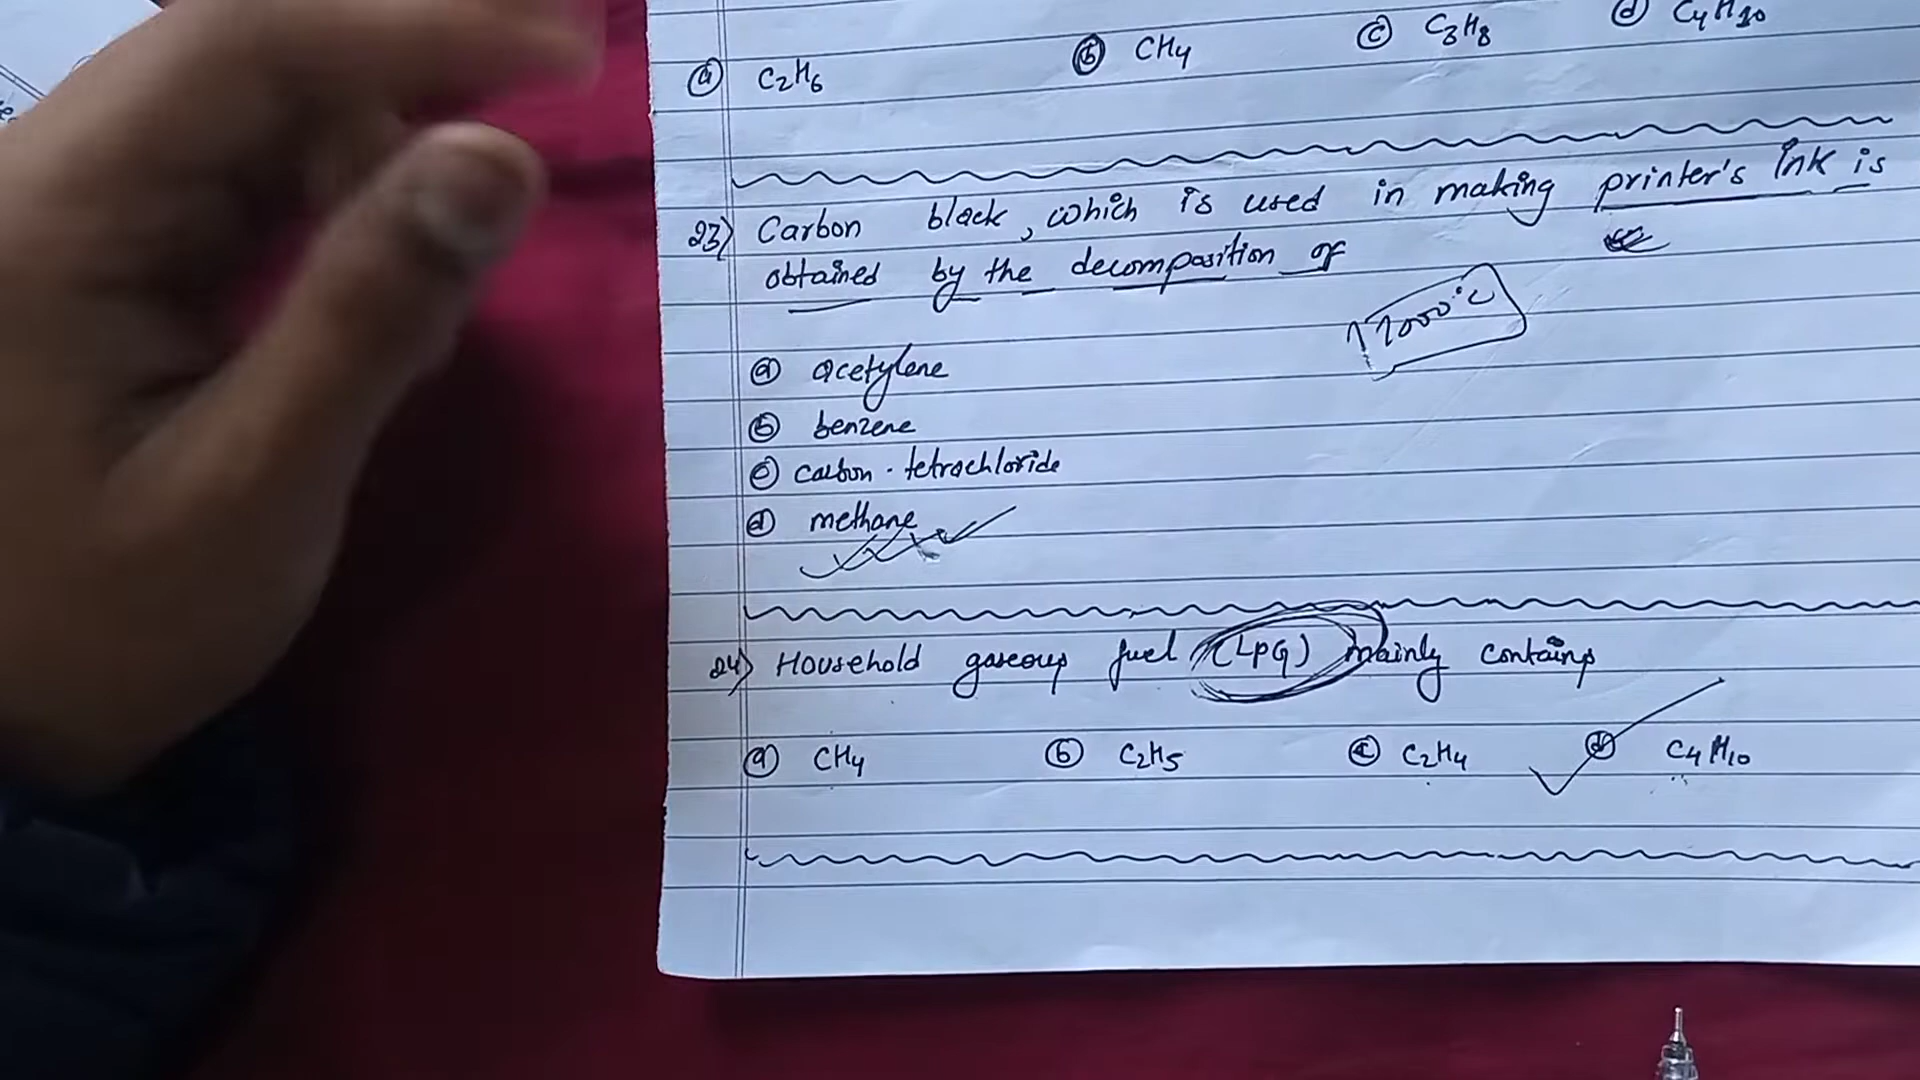 (a) C2H6 (b) CH4 (c) C3H8 (d) C4H10
23) Carbon black, which is used in making printer's ink is
obtained by the decomposition of
1000°C
(a) acetylene
(b) benzene
(c) carbon - tetrachloride
(d) methane
24) Household gaseous fuel (LPG) mainly contains
(a) CH4 (b) C2H5 (c) C2H4 (d) C4H10